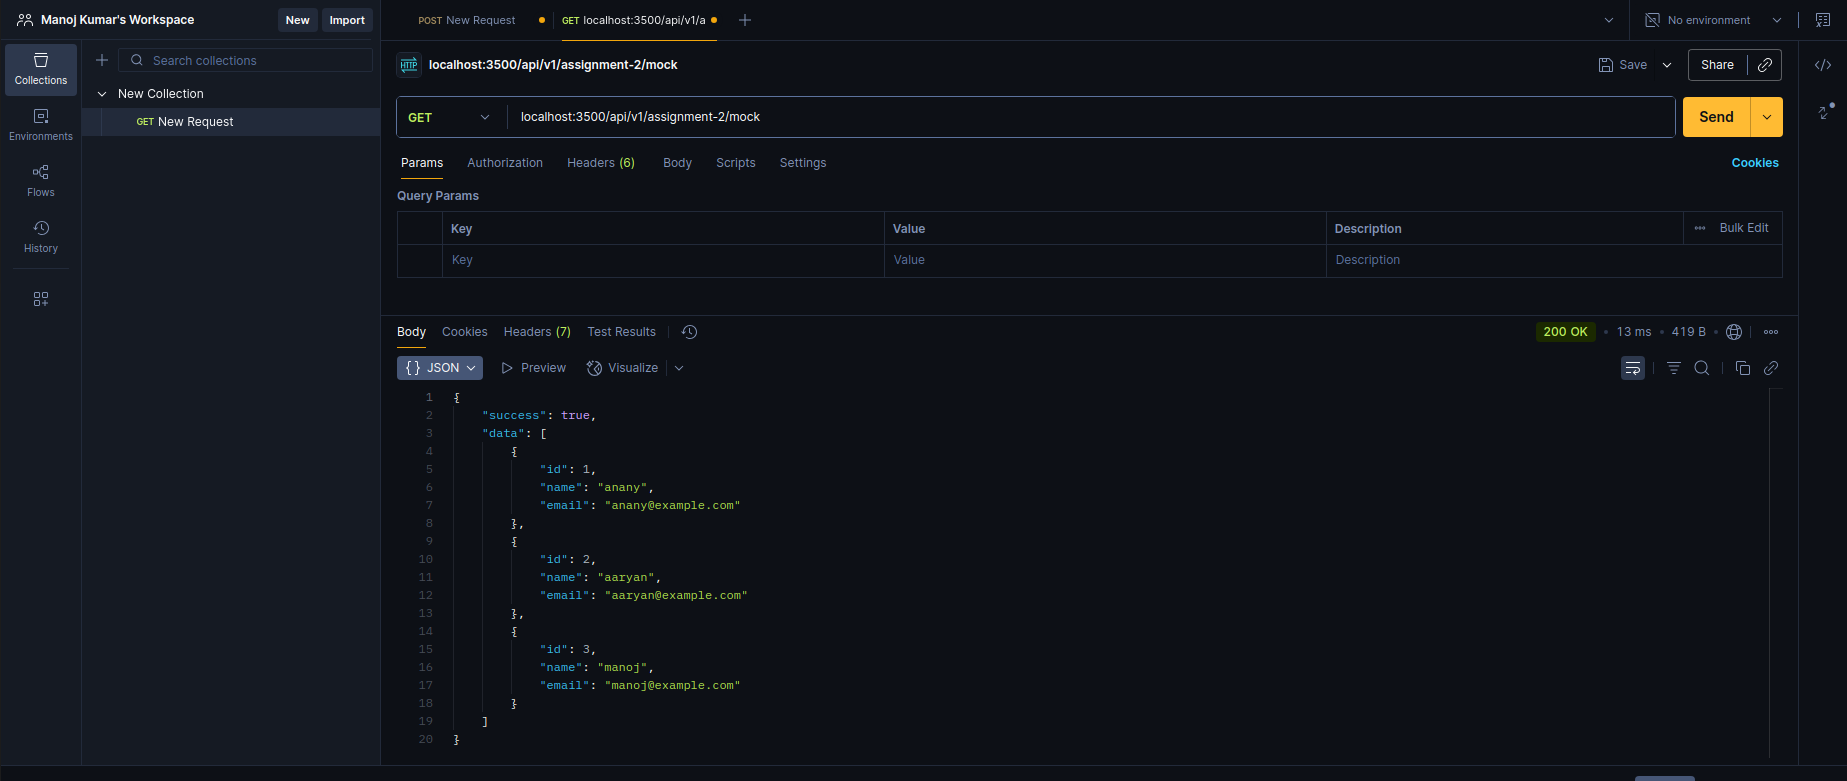 Manoj Kumar's Workspace
New
Import
POST New Request
GET localhost:3500/api/v1/a
No environment
Collections
Environments
Flows
History
Search collections
New Collection
GET New Request
HTTP
localhost:3500/api/v1/assignment-2/mock
Save
Share
GET
localhost:3500/api/v1/assignment-2/mock
Send
Params
Authorization
Headers (6)
Body
Scripts
Settings
Cookies
Query Params
Key
Value
Description
Bulk Edit
Key
Value
Description
Body
Cookies
Headers (7)
Test Results
200 OK
13 ms
419 B
{} JSON
Preview
Visualize
1 {
2 "success": true,
3 "data": [
4 {
5 "id": 1,
6 "name": "anany",
7 "email": "anany@example.com"
8 },
9 {
10 "id": 2,
11 "name": "aaryan",
12 "email": "aaryan@example.com"
13 },
14 {
15 "id": 3,
16 "name": "manoj",
17 "email": "manoj@example.com"
18 }
19 ]
20 }